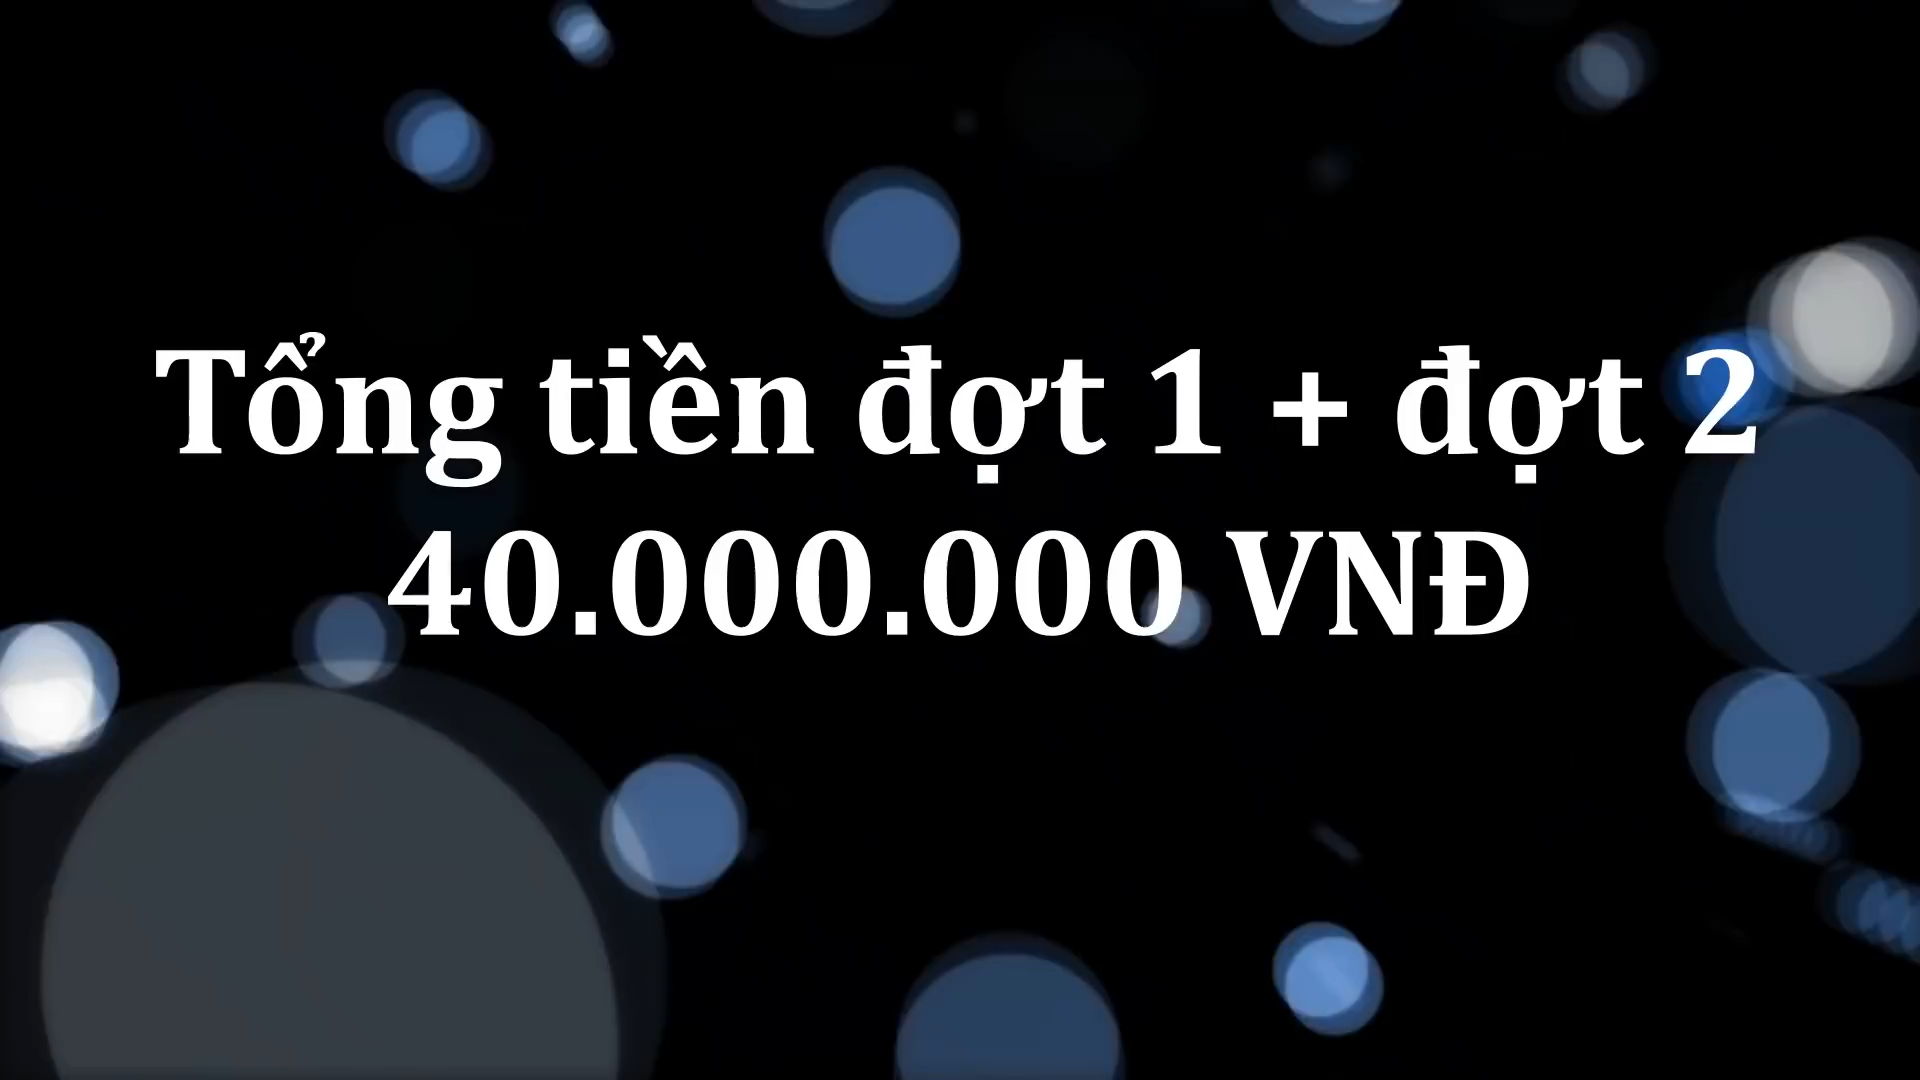 Tổng tiền đợt 1 + đợt 2
40.000.000 VNĐ